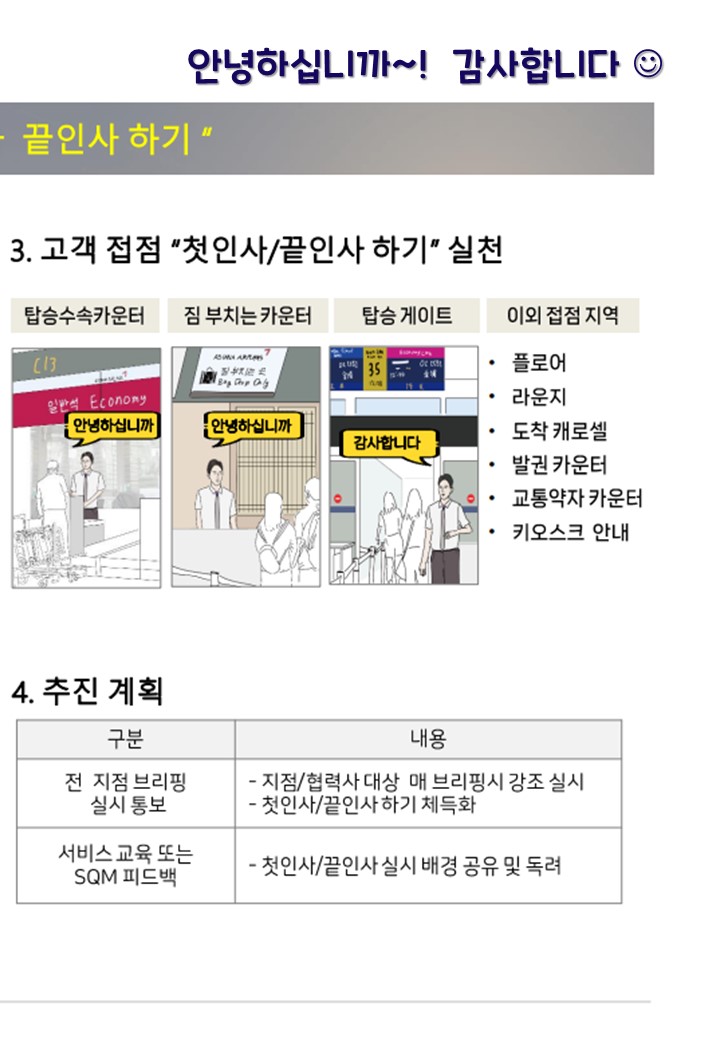 안녕하십니까~! 감사합니다 ☺
끝인사 하기 “
3. 고객 접점 “첫인사/끝인사 하기” 실천
탑승수속카운터
짐 부치는 카운터
탑승 게이트
이외 접점 지역
C13
일반석 Economy
안녕하십니까
ASIANA AIRLINES
짐 부치는 곳
Bag Drop Only
안녕하십니까
35
감사합니다
• 플로어
• 라운지
• 도착 캐로셀
• 발권 카운터
• 교통약자 카운터
• 키오스크 안내
4. 추진 계획
구분
내용
전 지점 브리핑
실시 통보
- 지점/협력사 대상 매 브리핑시 강조 실시
- 첫인사/끝인사 하기 체득화
서비스 교육 또는
SQM 피드백
- 첫인사/끝인사 실시 배경 공유 및 독려